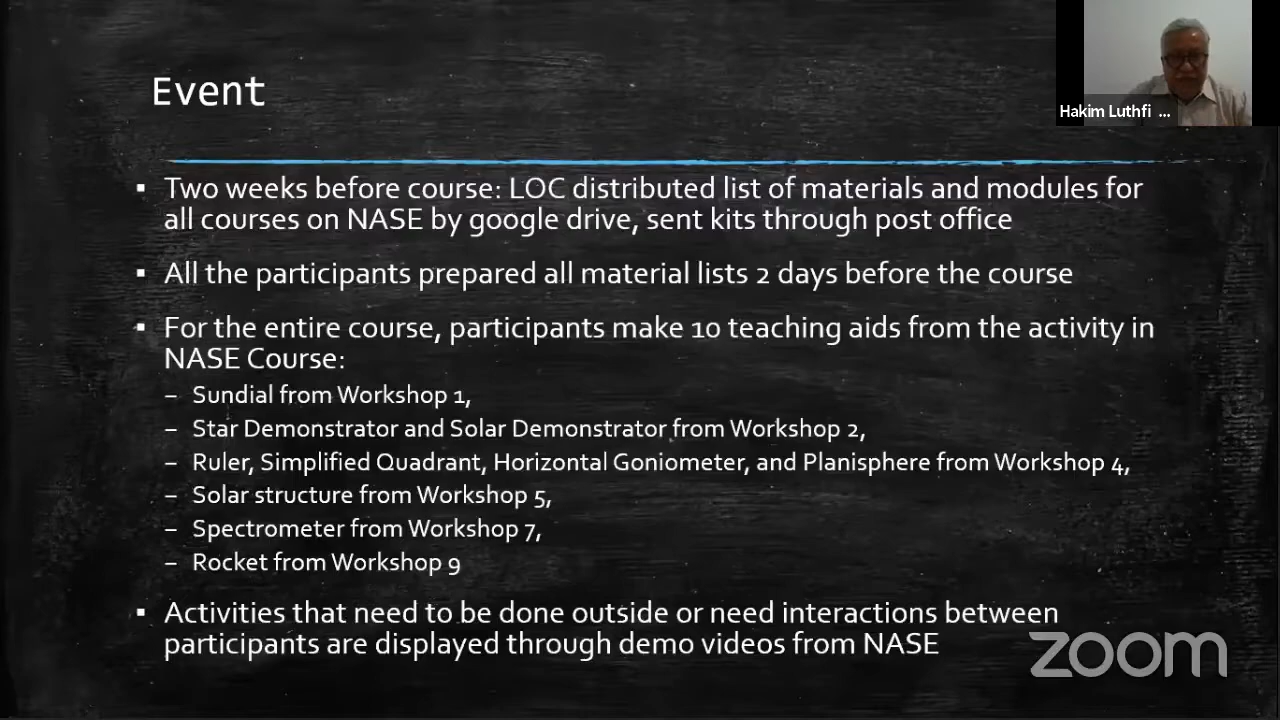 Event
Hakim Luthfi ...
▪ Two weeks before course: LOC distributed list of materials and modules for
all courses on NASE by google drive, sent kits through post office
▪ All the participants prepared all material lists 2 days before the course
▪ For the entire course, participants make 10 teaching aids from the activity in
NASE Course:
– Sundial from Workshop 1,
– Star Demonstrator and Solar Demonstrator from Workshop 2,
– Ruler, Simplified Quadrant, Horizontal Goniometer, and Planisphere from Workshop 4,
– Solar structure from Workshop 5,
– Spectrometer from Workshop 7,
– Rocket from Workshop 9
▪ Activities that need to be done outside or need interactions between
participants are displayed through demo videos from NASE
zoom